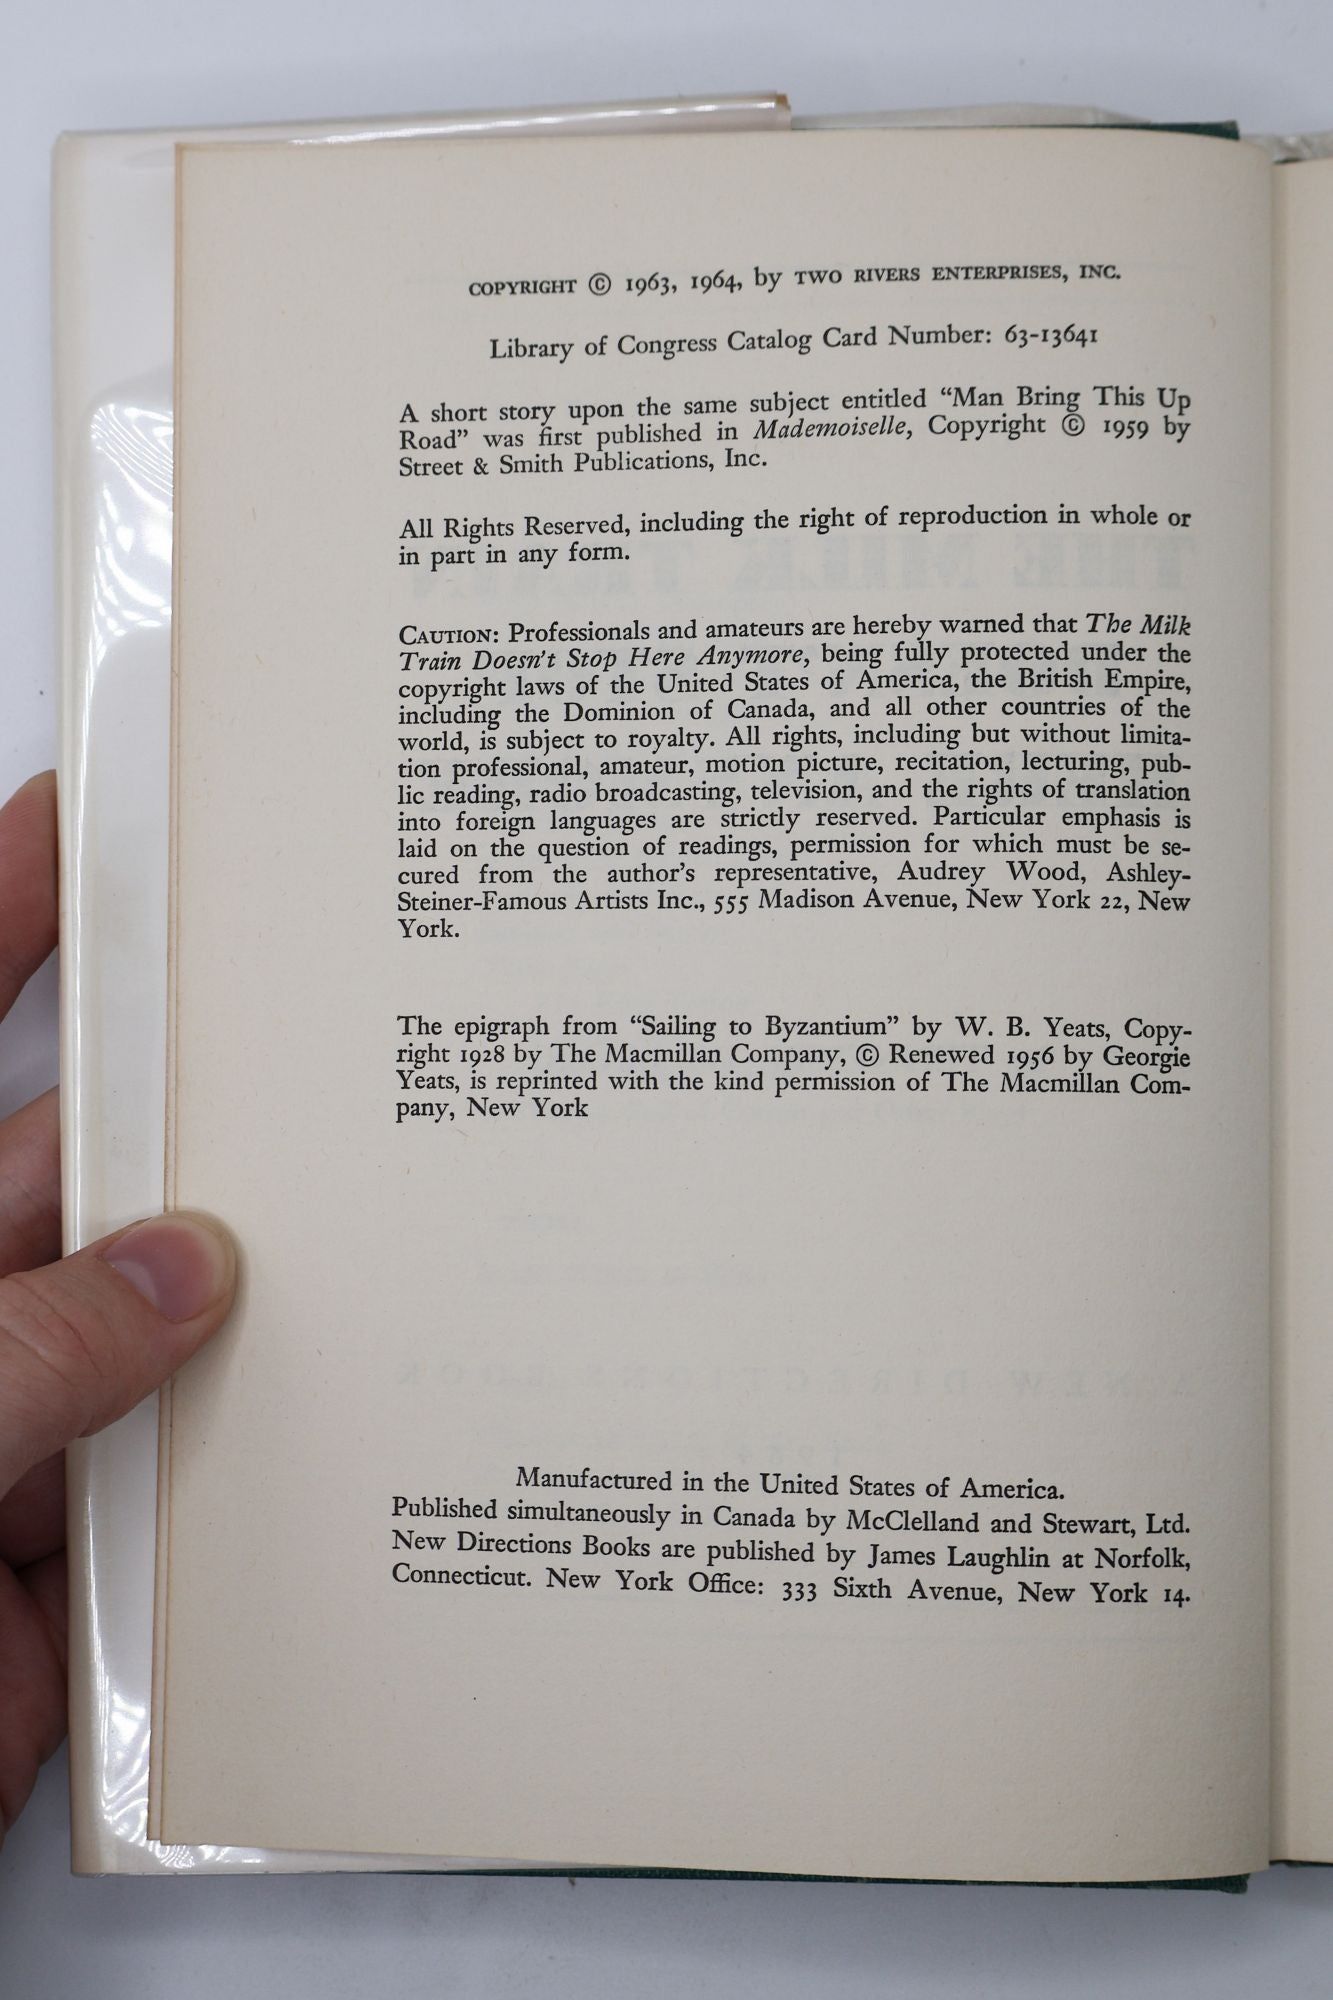 COPYRIGHT © 1963, 1964, by TWO RIVERS ENTERPRISES, INC.
Library of Congress Catalog Card Number: 63-13641
A short story upon the same subject entitled “Man Bring This Up
Road” was first published in Mademoiselle, Copyright © 1959 by
Street & Smith Publications, Inc.
All Rights Reserved, including the right of reproduction in whole or
in part in any form.
CAUTION: Professionals and amateurs are hereby warned that The Milk
Train Doesn't Stop Here Anymore, being fully protected under the
copyright laws of the United States of America, the British Empire,
including the Dominion of Canada, and all other countries of the
world, is subject to royalty. All rights, including but without limita-
tion professional, amateur, motion picture, recitation, lecturing, pub-
lic reading, radio broadcasting, television, and the rights of translation
into foreign languages are strictly reserved. Particular emphasis is
laid on the question of readings, permission for which must be se-
cured from the author's representative, Audrey Wood, Ashley-
Steiner-Famous Artists Inc., 555 Madison Avenue, New York 22, New
York.
The epigraph from “Sailing to Byzantium” by W. B. Yeats, Copy-
right 1928 by The Macmillan Company, © Renewed 1956 by Georgie
Yeats, is reprinted with the kind permission of The Macmillan Com-
pany, New York
Manufactured in the United States of America.
Published simultaneously in Canada by McClelland and Stewart, Ltd.
New Directions Books are published by James Laughlin at Norfolk,
Connecticut. New York Office: 333 Sixth Avenue, New York 14.